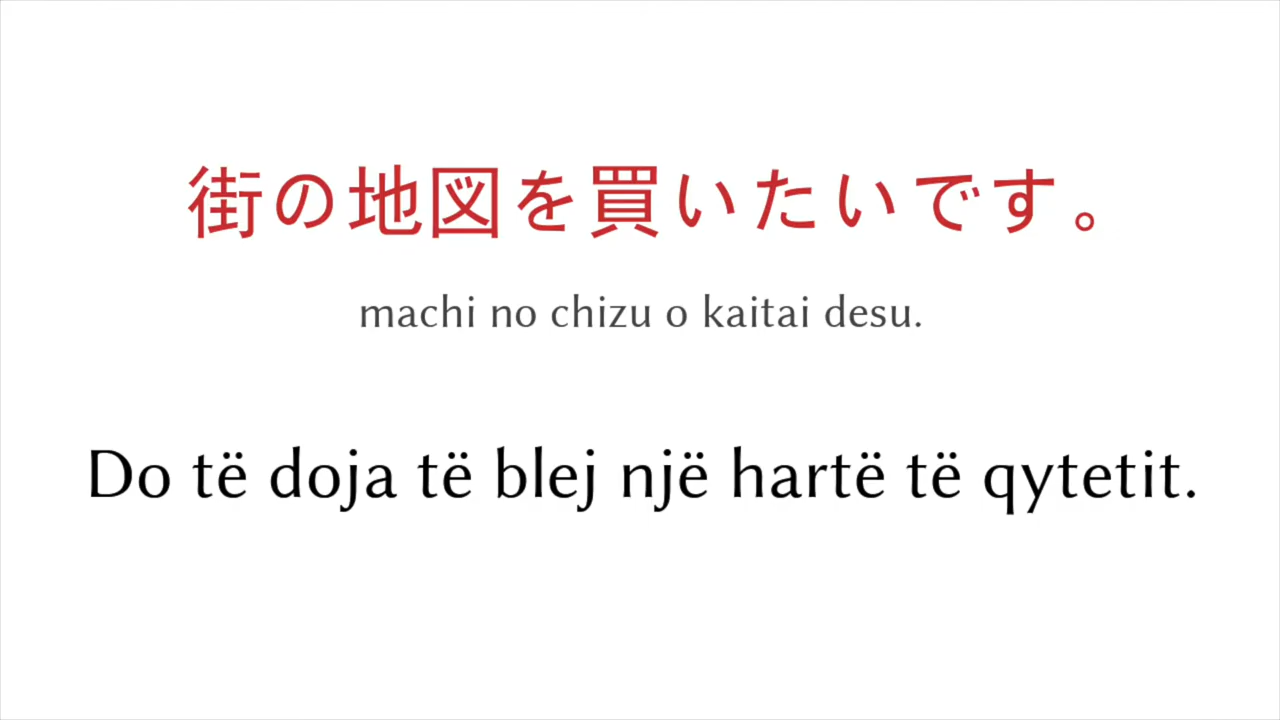 街の地図を買いたいです。
machi no chizu o kaitai desu.
Do të doja të blej një hartë të qytetit.